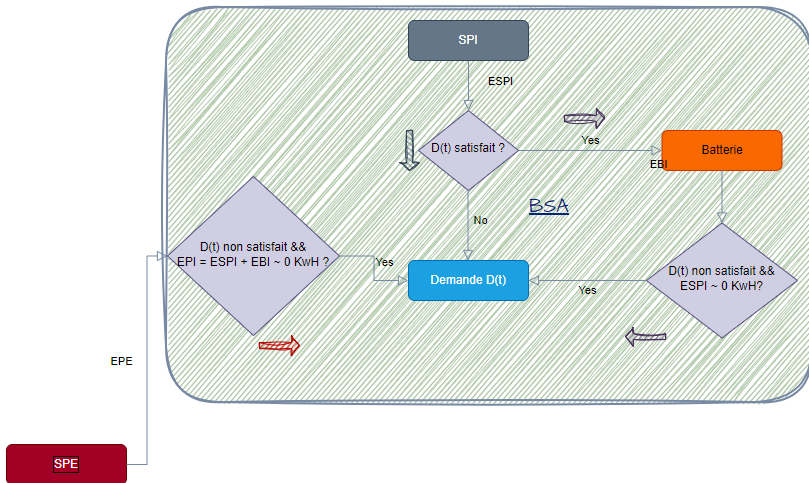 SPI
ESPI
D(t) satisfait ?
Yes
Batterie
EBI
No
BSA
D(t) non satisfait &&
EPI = ESPI + EBI ~ 0 KwH ?
Yes
Demande D(t)
Yes
D(t) non satisfait &&
ESPI ~ 0 KwH?
EPE
SPE